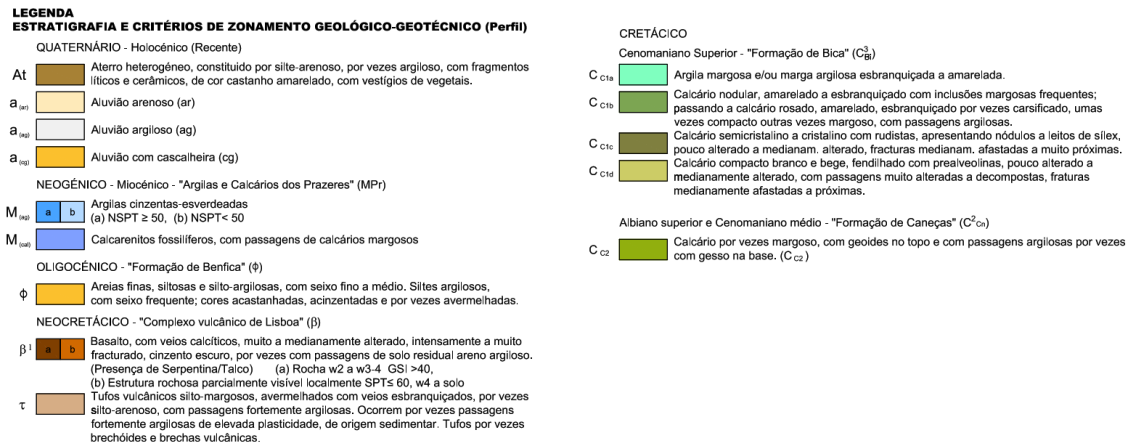 LEGENDA
ESTRATIGRAFIA E CRITÉRIOS DE ZONAMENTO GEOLÓGICO-GEOTÉCNICO (Perfil)
QUATERNÁRIO - Holocénico (Recente)
At
Aterro heterogéneo, constituido por silte-arenoso, por vezes argiloso, com fragmentos
líticos e cerâmicos, de cor castanho amarelado, com vestígios de vegetais.
a (ar)
Aluvião arenoso (ar)
a (ag)
Aluvião argiloso (ag)
a (cg)
Aluvião com cascalheira (cg)
NEOGÉNICO - Miocénico - "Argilas e Calcários dos Prazeres" (MPr)
M (ag)
a b
Argilas cinzentas-esverdeadas
(a) NSPT ≥ 50, (b) NSPT< 50
M (cal)
Calcarenitos fossilíferos, com passagens de calcários margosos
OLIGOCÉNICO - "Formação de Benfica" (ϕ)
ϕ
Areias finas, siltosas e silto-argilosas, com seixo fino a médio. Siltes argilosos,
com seixo frequente; cores acastanhadas, acinzentadas e por vezes avermelhadas.
NEOCRETÁCICO - "Complexo vulcânico de Lisboa" (β)
β¹
a b
Basalto, com veios calcíticos, muito a medianamente alterado, intensamente a muito
fracturado, cinzento escuro, por vezes com passagens de solo residual areno argiloso.
(Presença de Serpentina/Talco) (a) Rocha w2 a w3-4 GSI >40,
(b) Estrutura rochosa parcialmente visível localmente SPT≤ 60, w4 a solo
τ
Tufos vulcânicos silto-margosos, avermelhados com veios esbranquiçados, por vezes
silto-arenoso, com passagens fortemente argilosas. Ocorrem por vezes passagens
fortemente argilosas de elevada plasticidade, de origem sedimentar. Tufos por vezes
brechóides e brechas vulcânicas.
CRETÁCICO
Cenomaniano Superior - "Formação de Bica" (C³Bi)
C C1a
Argila margosa e/ou marga argilosa esbranquiçada a amarelada.
C C1b
Calcário nodular, amarelado a esbranquiçado com inclusões margosas frequentes;
passando a calcário rosado, amarelado, esbranquiçado por vezes carsificado, umas
vezes compacto outras vezes margoso, com passagens argilosas.
C C1c
Calcário semicristalino a cristalino com rudistas, apresentando nódulos a leitos de sílex,
pouco alterado a medianam. alterado, fracturas medianam. afastadas a muito próximas.
C C1d
Calcário compacto branco e bege, fendilhado com prealveolinas, pouco alterado a
medianamente alterado, com passagens muito alteradas a decompostas, fraturas
medianamente afastadas a próximas.
Albiano superior e Cenomaniano médio - "Formação de Caneças" (C²Cn)
C C2
Calcário por vezes margoso, com geoides no topo e com passagens argilosas por vezes
com gesso na base. (C C2)